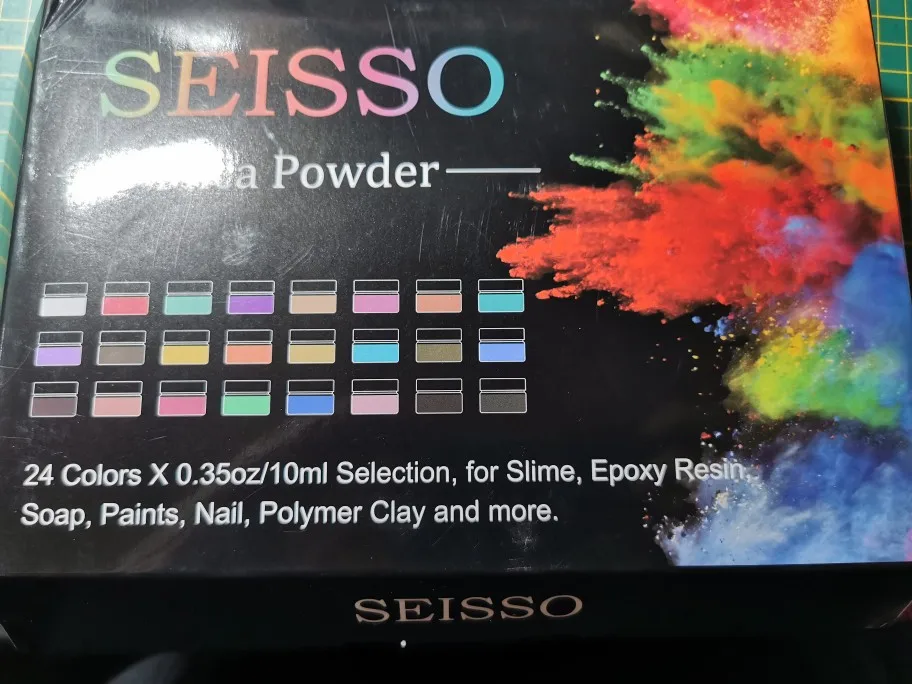 SEISSO
Powder
24 Colors X 0.35oz/10ml Selection, for Slime, Epoxy Resin,
Soap, Paints, Nail, Polymer Clay and more.
SEISSO